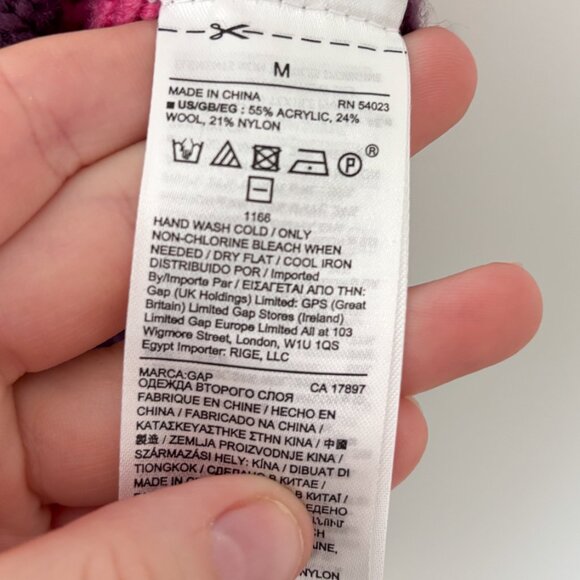 M
MADE IN CHINA RN 54023
■ US/GB/EG : 55% ACRYLIC, 24%
WOOL, 21% NYLON
P ®
1166
HAND WASH COLD / ONLY
NON-CHLORINE BLEACH WHEN
NEEDED / DRY FLAT / COOL IRON
DISTRIBUIDO POR / Imported
By/Importe Par / ΕΙΣΑΓΕΤΑΙ ΑΠΟ ΤΗΝ:
Gap (UK Holdings) Limited: GPS (Great
Britain) Limited Gap Stores (Ireland)
Limited Gap Europe Limited All at 103
Wigmore Street, London, W1U 1QS
Egypt Importer: RIGE, LLC
MARCA:GAP CA 17897
ОДЕЖДА ВТОРОГО СЛОЯ
FABRIQUE EN CHINE / HECHO EN
CHINA / FABRICADO NA CHINA /
ΚΑΤΑΣΚΕΥΑΣΤΗΚΕ ΣΤΗΝ ΚΙΝΑ / 中國
製造 / ZEMLJA PROIZVODNJE KINA /
SZÁRMAZÁSI HELY: KÍNA / DIBUAT DI
TIONGKOK / СДЕЛАНО В КИТАЕ /
MADE IN
В КИТАЇ /
NYLON